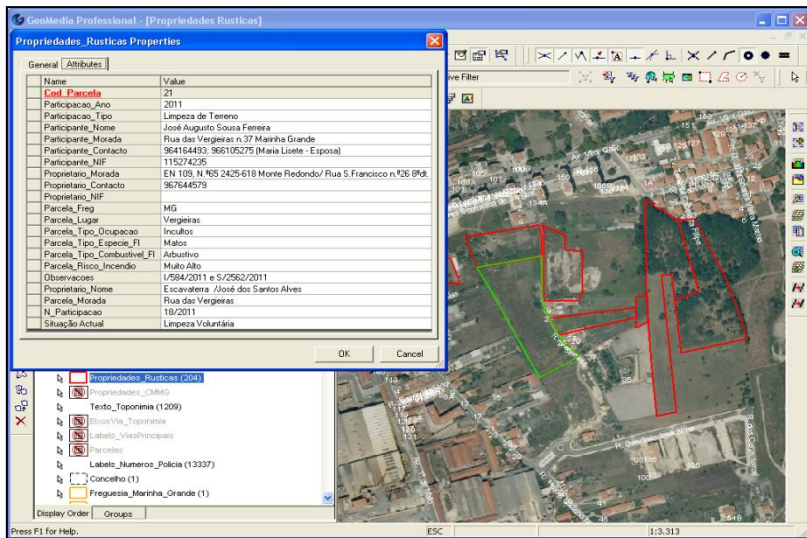 GeoMedia Professional - [Propriedades Rusticas]
Propriedades_Rusticas Properties
General Attributes
Name Value
Cod_Parcela 21
Participacao_Ano 2011
Participacao_Tipo Limpeza de Terreno
Participante_Nome José Augusto Sousa Ferreira
Participante_Morada Rua das Vergieiras n.37 Marinha Grande
Participante_Contacto 964164493; 966105275 (Maria Lisete - Esposa)
Participante_NIF 115274235
Proprietario_Morada EN 109, N.º65 2425-618 Monte Redondo/ Rua S.Francisco n.º26 8ºdt.
Proprietario_Contacto 967644579
Proprietario_NIF
Parcela_Freg MG
Parcela_Lugar Vergieiras
Parcela_Tipo_Ocupacao Incultos
Parcela_Tipo_Especie_Fl Matos
Parcela_Tipo_Combustivel_Fl Arbustivo
Parcela_Risco_Incendio Muito Alto
Observacoes I/584/2011 e S/2562/2011
Proprietario_Nome Escavaterra /José dos Santos Alves
Parcela_Morada Rua das Vergieiras
N_Participacao 18/2011
Situação Actual Limpeza Voluntária
OK Cancel
ive Filter
Propriedades_Rusticas (204)
Propriedades_CMMG
Texto_Toponimia (1209)
EixosVia_Toponimia
Labels_ViasPrincipais
Parcelas
Labels_Numeros_Policia (13337)
Concelho (1)
Freguesia_Marinha_Grande (1)
Display Order Groups
Press F1 for Help.
ESC
1:3.313